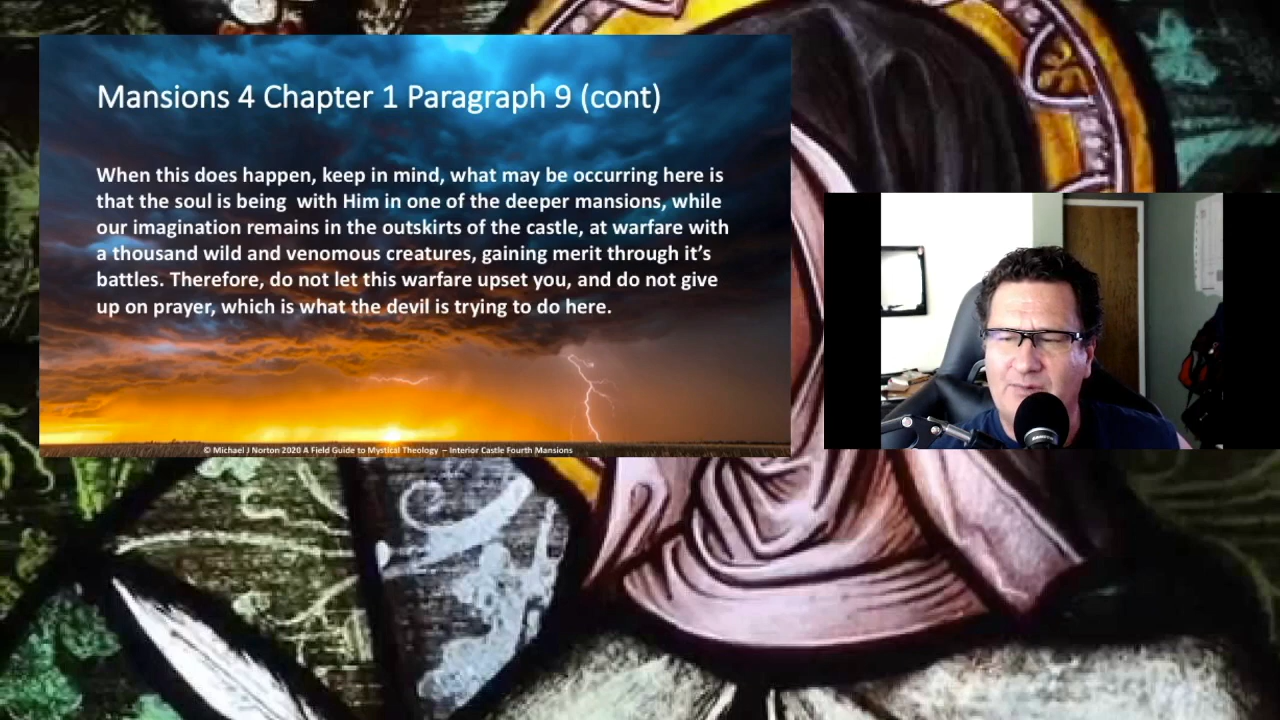 Mansions 4 Chapter 1 Paragraph 9 (cont)
When this does happen, keep in mind, what may be occurring here is
that the soul is being  with Him in one of the deeper mansions, while
our imagination remains in the outskirts of the castle, at warfare with
a thousand wild and venomous creatures, gaining merit through it’s
battles. Therefore, do not let this warfare upset you, and do not give
up on prayer, which is what the devil is trying to do here.
© Michael J Norton 2020 A Field Guide to Mystical Theology – Interior Castle Fourth Mansions